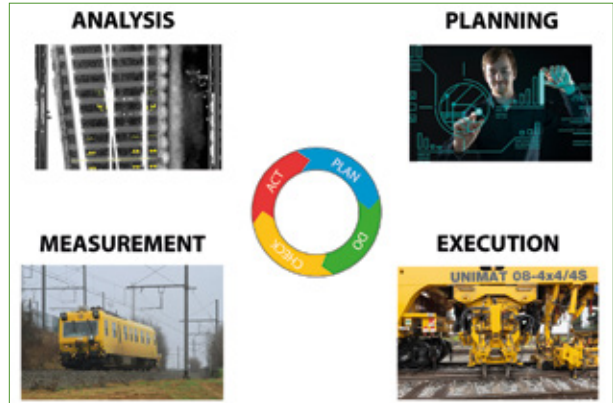 ANALYSIS
PLANNING
ACT
PLAN
CHECK
DO
MEASUREMENT
EXECUTION
UNIMAT 08-4x4/4S